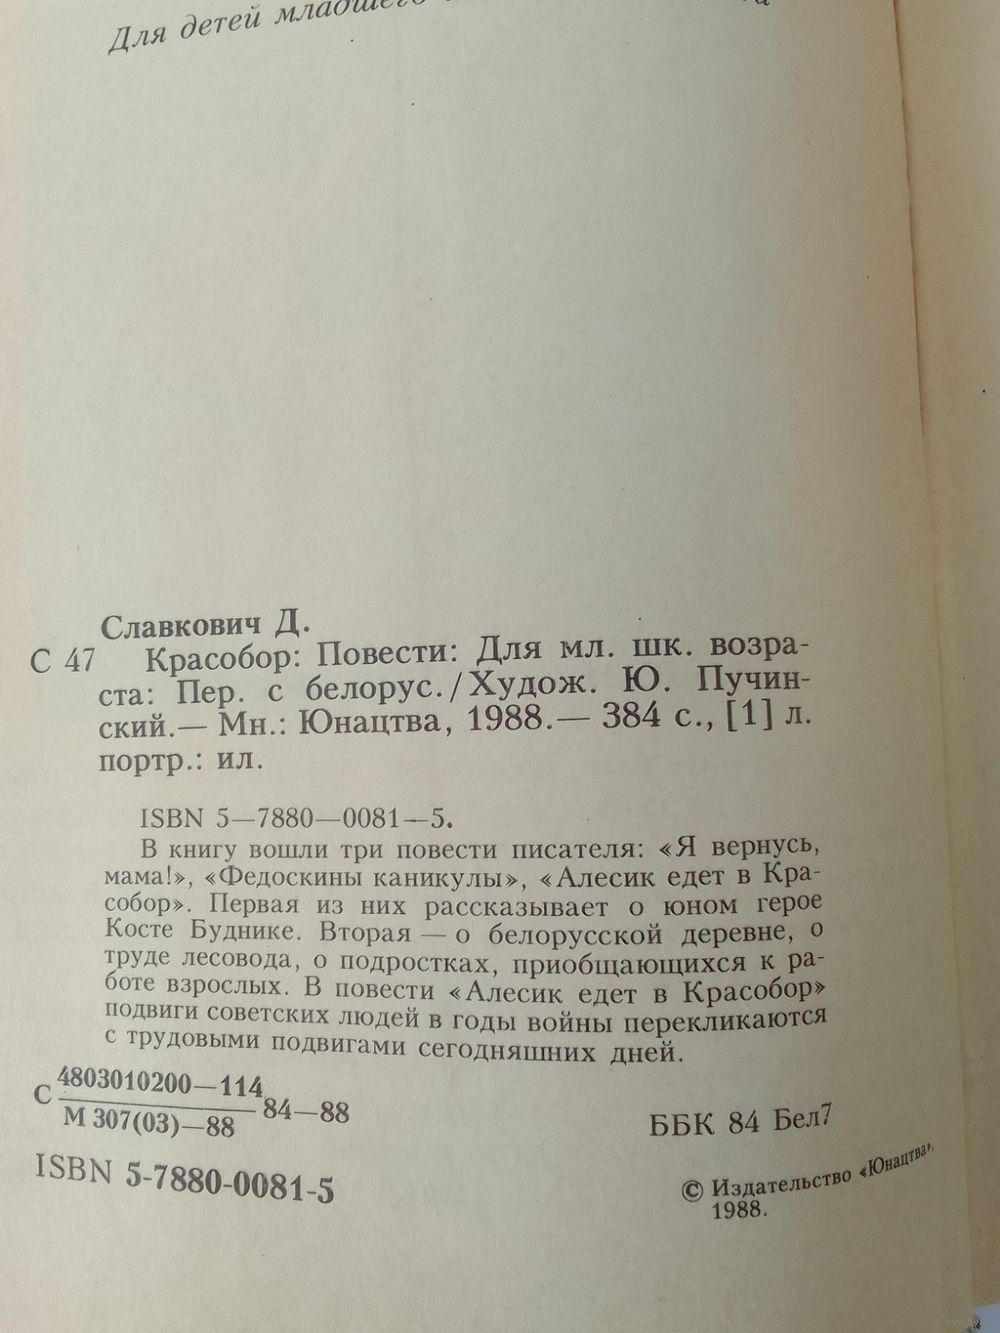 Для детей младшего
Славкович Д.
С 47 Красобор: Повести: Для мл. шк. возра-
ста: Пер. с белорус./Худож. Ю. Пучин-
ский.— Мн.: Юнацтва, 1988.— 384 с., [1] л.
портр.: ил.
ISBN 5—7880—0081—5.
В книгу вошли три повести писателя: «Я вернусь,
мама!», «Федоскины каникулы», «Алесик едет в Кра-
собор». Первая из них рассказывает о юном герое
Косте Буднике. Вторая — о белорусской деревне, о
труде лесовода, о подростках, приобщающихся к ра-
боте взрослых. В повести «Алесик едет в Красобор»
подвиги советских людей в годы войны перекликаются
с трудовыми подвигами сегодняшних дней.
4803010200—114
С 84—88
М 307(03)—88
ББК 84 Бел7
ISBN 5-7880-0081-5
© Издательство «Юнацтва»,
1988.